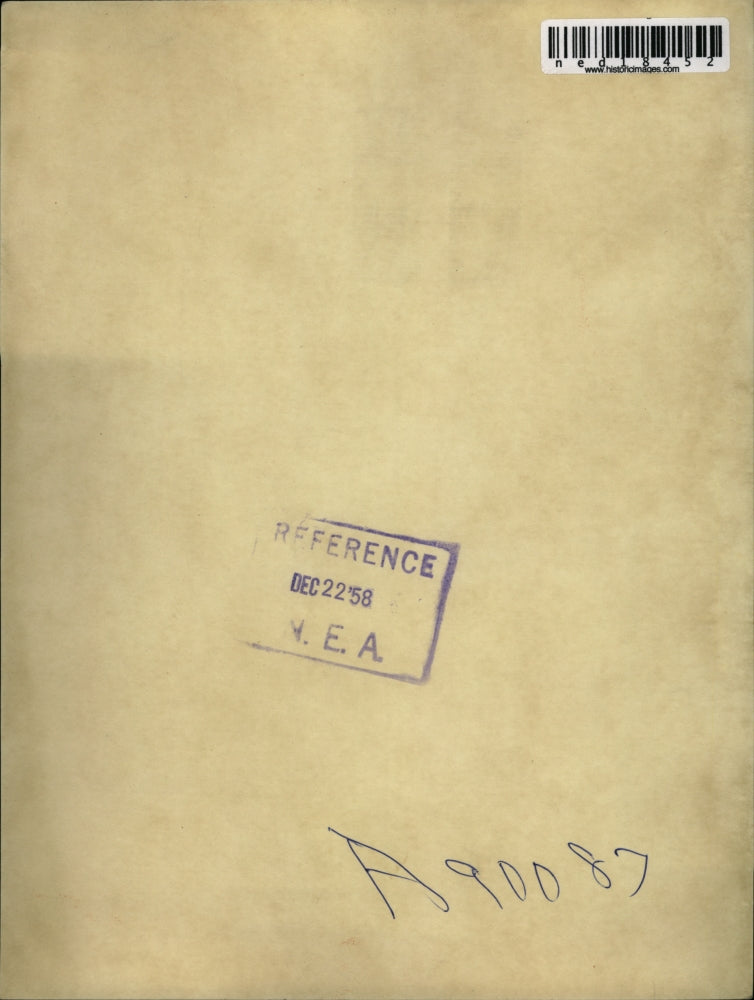 ned18452
www.historicimages.com
REFERENCE
DEC 22 '58
N. E. A.
A90087